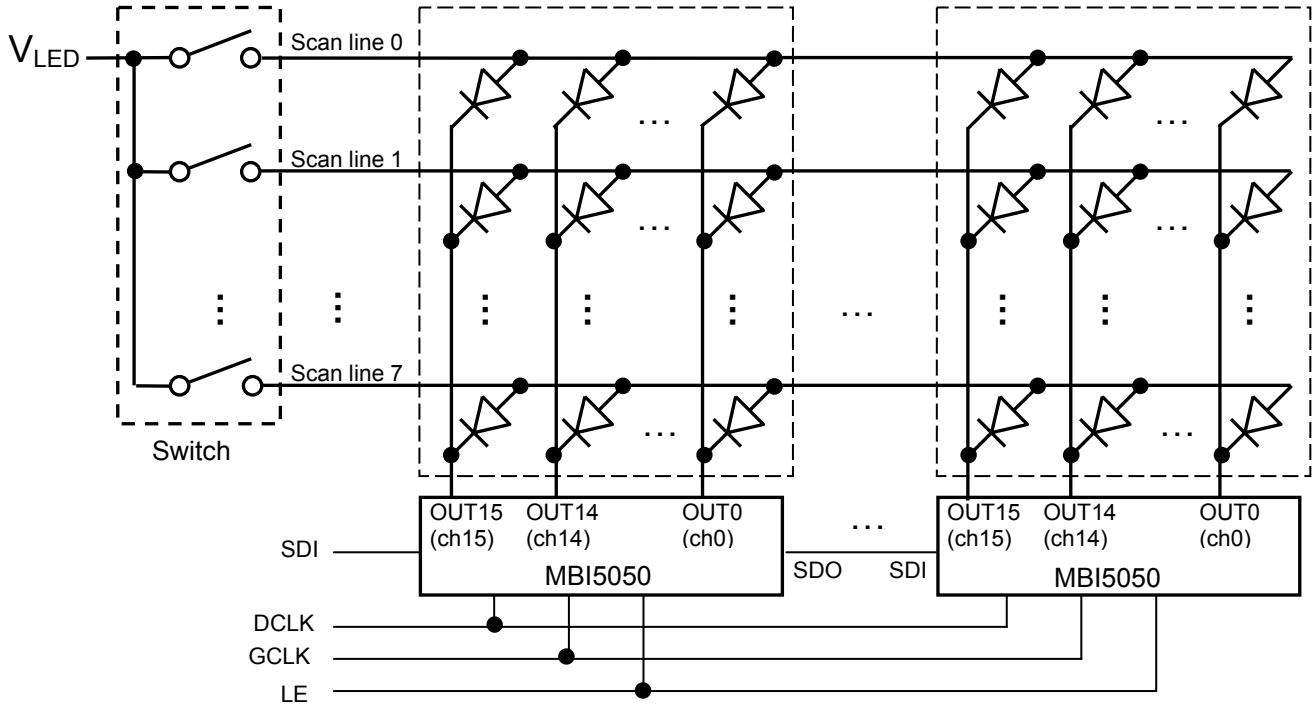 V_LED
Scan line 0
...
...
Scan line 1
...
...
...
Scan line 7
...
...
Switch
OUT15 OUT14 OUT0
(ch15) (ch14) (ch0)
MBI5050
...
OUT15 OUT14 OUT0
(ch15) (ch14) (ch0)
MBI5050
SDI
SDO SDI
DCLK
GCLK
LE